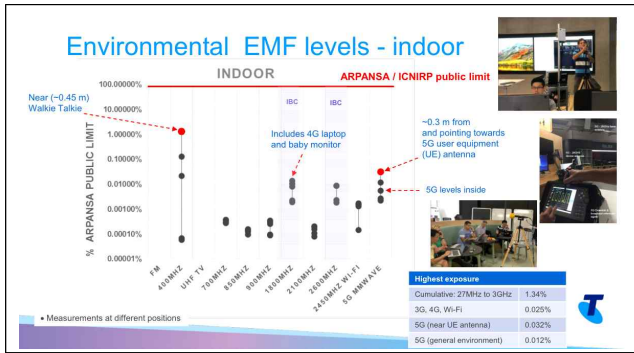 Environmental EMF levels - indoor
INDOOR
ARPANSA / ICNIRP public limit
100.00000%
10.00000%
1.00000%
0.10000%
0.01000%
0.00100%
0.00010%
0.00001%
% ARPANSA PUBLIC LIMIT
Near (~0.45 m)
Walkie Talkie
IBC
IBC
Includes 4G laptop
and baby monitor
~0.3 m from
and pointing towards
5G user equipment
(UE) antenna
5G levels inside
FM
400MHZ
UHF TV
700MHZ
850MHZ
900MHZ
1800MHZ
2100MHZ
2600MHZ
2450MHZ WI-FI
5G MMWAVE
• Measurements at different positions
Highest exposure
Cumulative: 27MHz to 3GHz 1.34%
3G, 4G, Wi-Fi 0.025%
5G (near UE antenna) 0.032%
5G (general environment) 0.012%